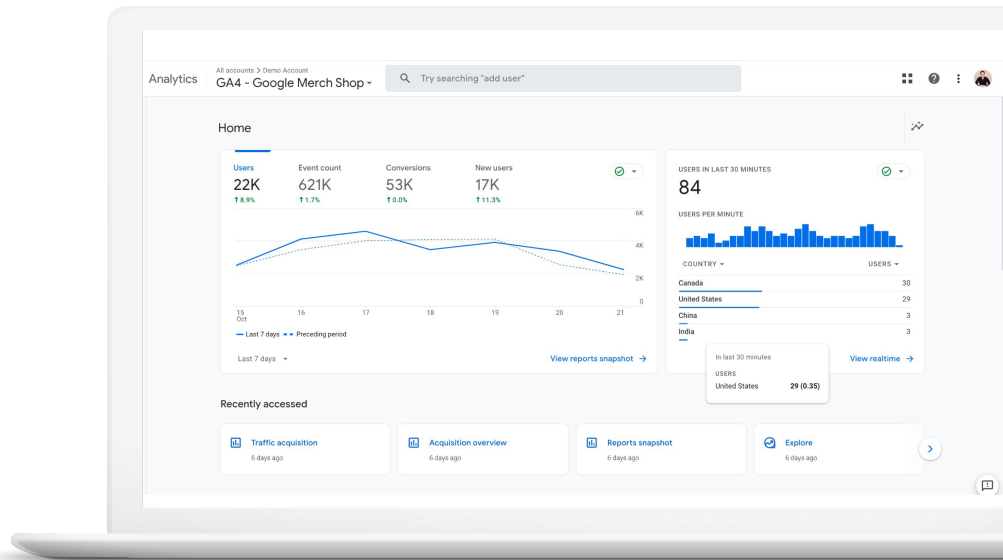 All accounts > Demo Account
Analytics
GA4 - Google Merch Shop
Try searching "add user"
Home
Users
22K
↑ 8.9%
Event count
621K
↑ 1.7%
Conversions
53K
↑ 0.0%
New users
17K
↑ 11.3%
6K
4K
2K
0
15
Oct
16
17
18
19
20
21
Last 7 days
Preceding period
Last 7 days
View reports snapshot →
USERS IN LAST 30 MINUTES
84
USERS PER MINUTE
COUNTRY
USERS
Canada 30
United States 29
China 3
India 3
In last 30 minutes
USERS
United States 29 (0.35)
View realtime →
Recently accessed
Traffic acquisition
6 days ago
Acquisition overview
6 days ago
Reports snapshot
6 days ago
Explore
6 days ago